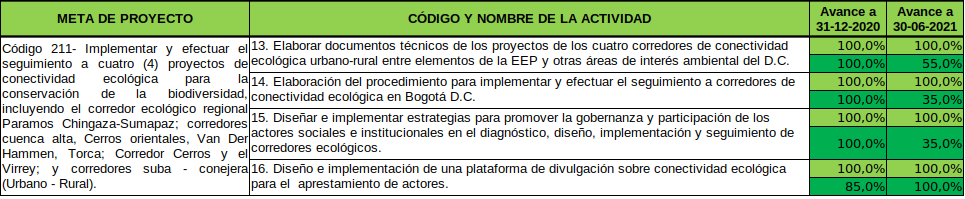 META DE PROYECTO
CÓDIGO Y NOMBRE DE LA ACTIVIDAD
Avance a
31-12-2020
Avance a
30-06-2021
Código 211- Implementar y efectuar el
seguimiento a cuatro (4) proyectos de
conectividad ecológica para la
conservación de la biodiversidad,
incluyendo el corredor ecológico regional
Paramos Chingaza-Sumapaz; corredores
cuenca alta, Cerros orientales, Van Der
Hammen, Torca; Corredor Cerros y el
Virrey; y corredores suba - conejera
(Urbano - Rural).
13. Elaborar documentos técnicos de los proyectos de los cuatro corredores de conectividad
ecológica urbano-rural entre elementos de la EEP y otras áreas de interés ambiental del D.C.
100,0% 100,0%
100,0% 55,0%
14. Elaboración del procedimiento para implementar y efectuar el seguimiento a corredores de
conectividad ecológica en Bogotá D.C.
100,0% 100,0%
100,0% 35,0%
15. Diseñar e implementar estrategias para promover la gobernanza y participación de los
actores sociales e institucionales en el diagnóstico, diseño, implementación y seguimiento de
corredores ecológicos.
100,0% 100,0%
100,0% 35,0%
16. Diseño e implementación de una plataforma de divulgación sobre conectividad ecológica
para el aprestamiento de actores.
100,0% 100,0%
85,0% 100,0%